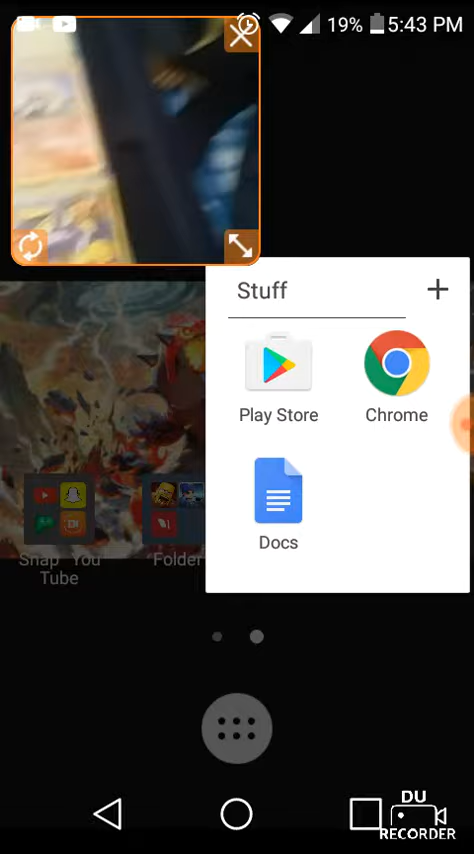 19% 5:43 PM
Stuff
Play Store Chrome
Docs
Snap You
Tube
"Folder
DU
RECORDER